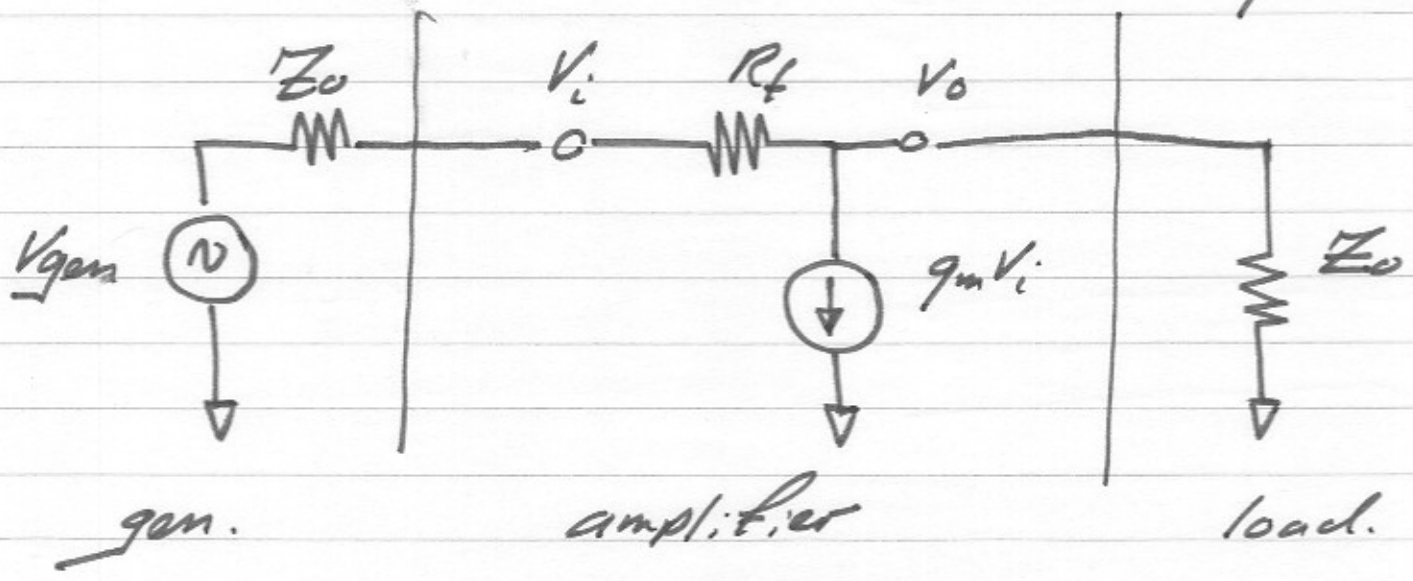 Zo Vi Rf Vo
Vgen gmVi Zo
gen. amplifier load.